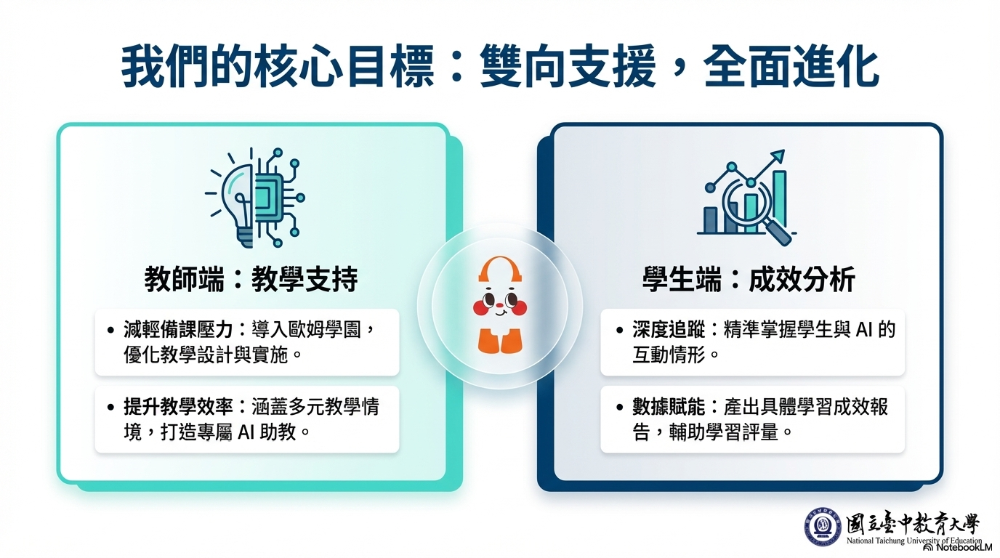 我們的核心目標：雙向支援，全面進化
教師端：教學支持
• 減輕備課壓力：導入歐姆學園，
優化教學設計與實施。
• 提升教學效率：涵蓋多元教學情
境，打造專屬 AI 助教。
學生端：成效分析
• 深度追蹤：精準掌握學生與 AI 的
互動情形。
• 數據賦能：產出具體學習成效報
告，輔助學習評量。
國立臺中教育大學
National Taichung University of Education
NotebookLM